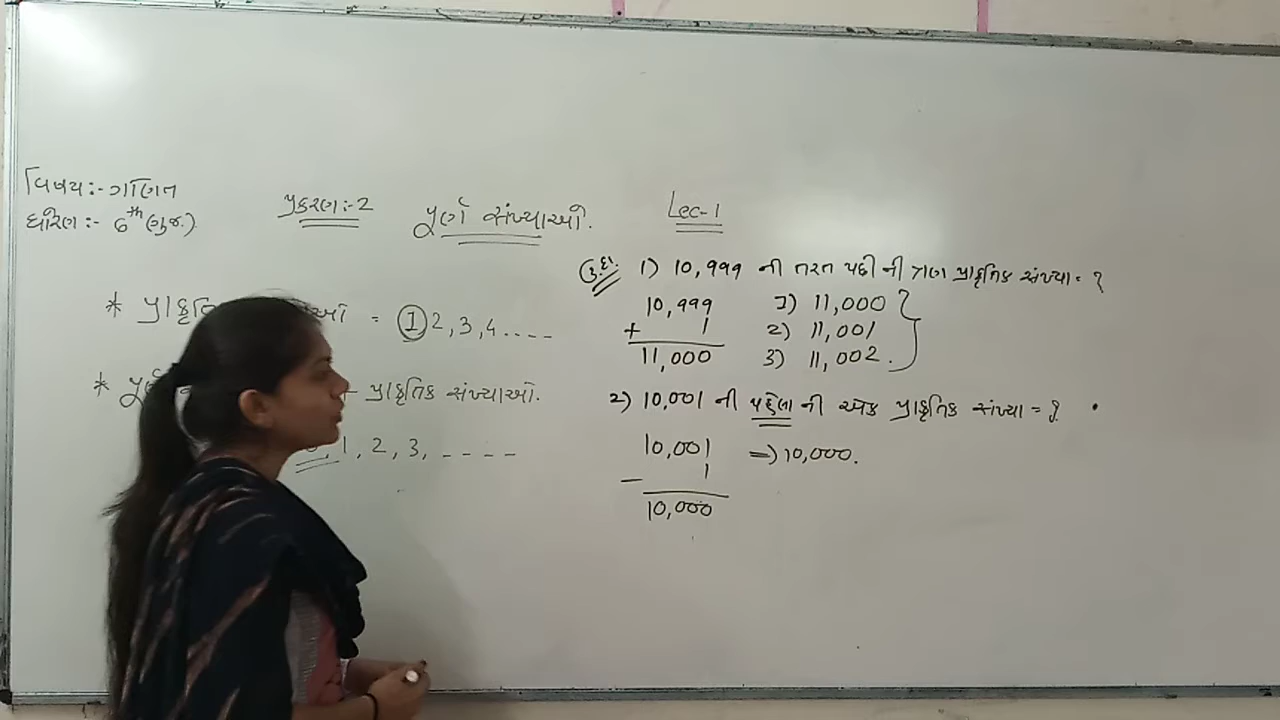 વિષય:- ગણિત
ધોરણ:- 6th (ગુજ.)
પ્રકરણ:-2
પૂર્ણ સંખ્યાઓ.
Lec-1
* = 1 2, 3, 4 ....
* પ્રાકૃતિક સંખ્યાઓ.
1, 2, 3, ----
ઉદા. 1) 10,999 ની તરત પછી ની ત્રણ પ્રાકૃતિક સંખ્યા = ?
10,999 1) 11,000
+ 1 2) 11,001
11,000 3) 11,002.
2) 10,001 ની પહેલા ની એક પ્રાકૃતિક સંખ્યા = ?
10,001 => 10,000.
- 1
10,000